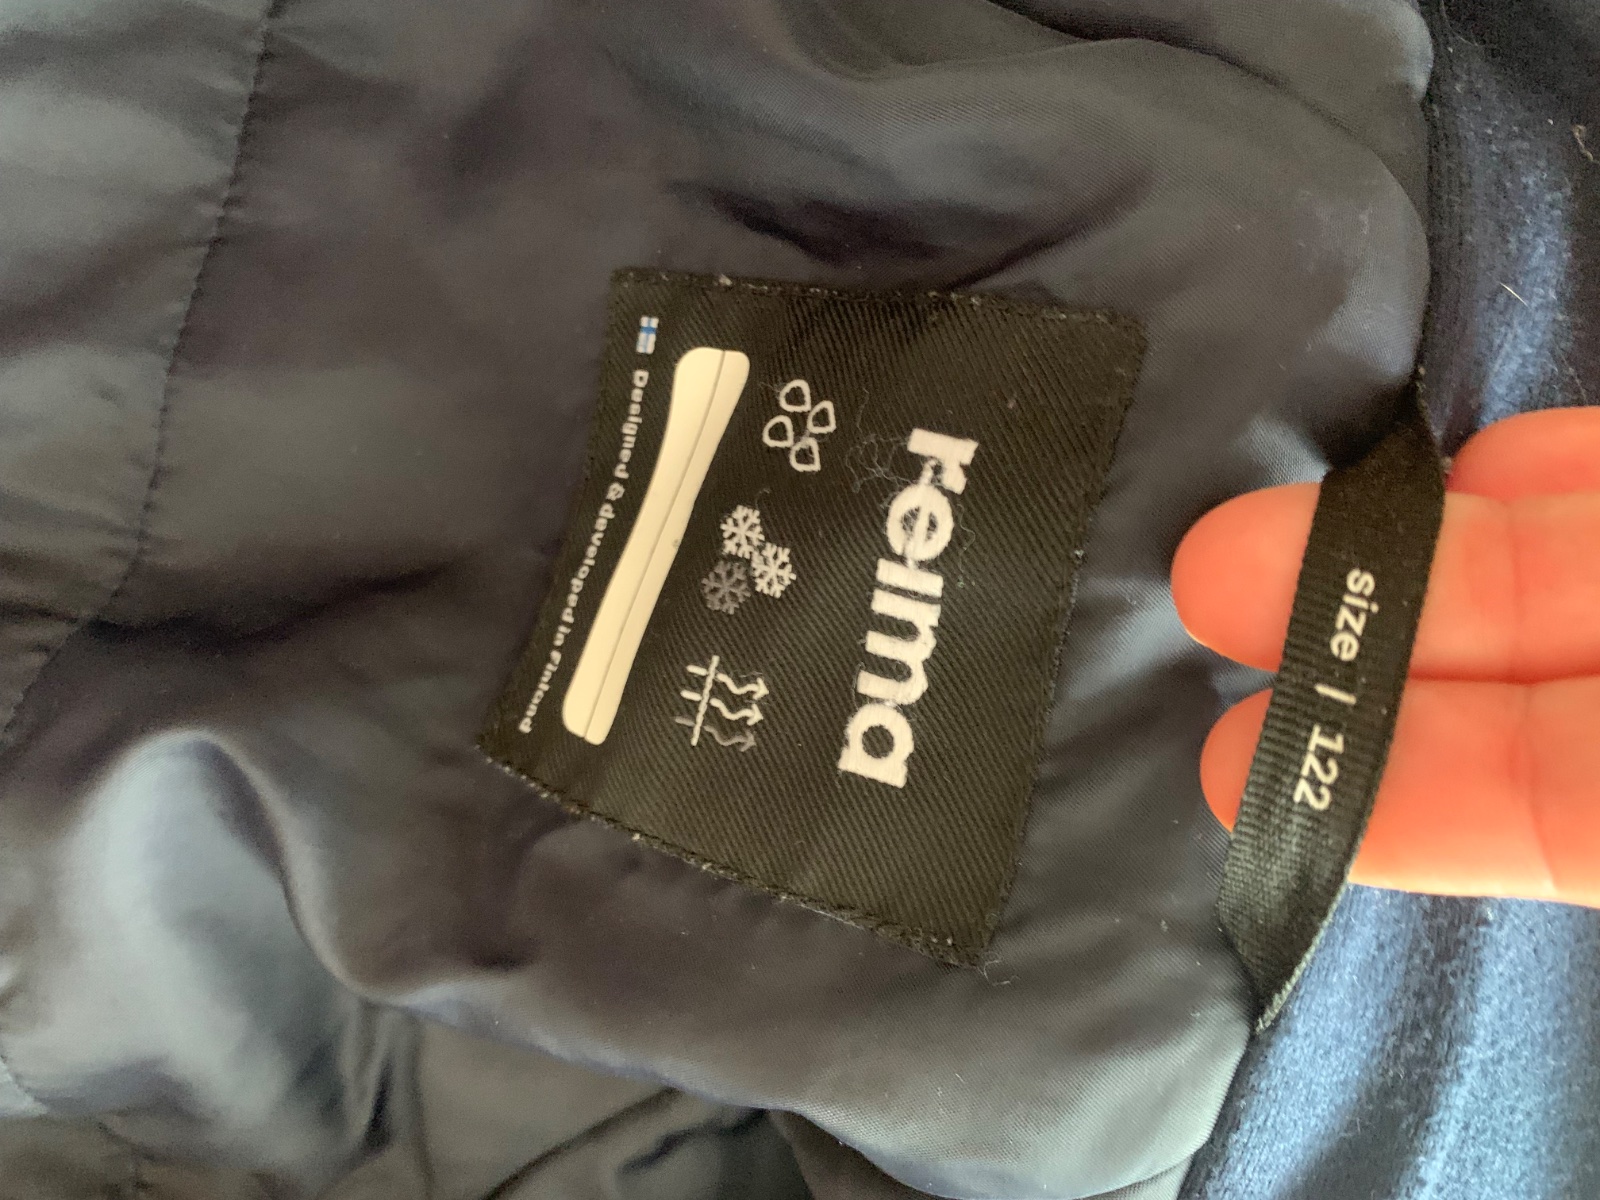 reima
Designed & developed in Finland
size | 122